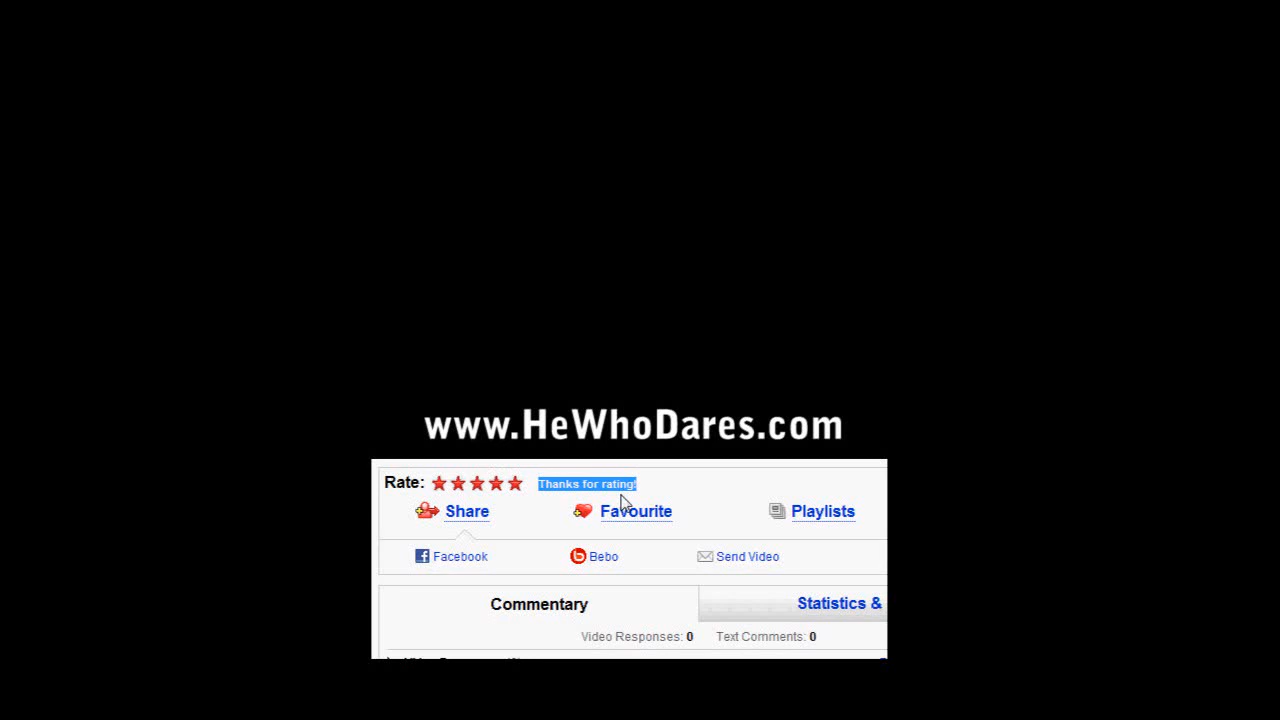 www.HeWhoDares.com
Rate: Thanks for rating!
Share Favourite Playlists
Facebook Bebo Send Video
Commentary Statistics &
Video Responses: 0 Text Comments: 0